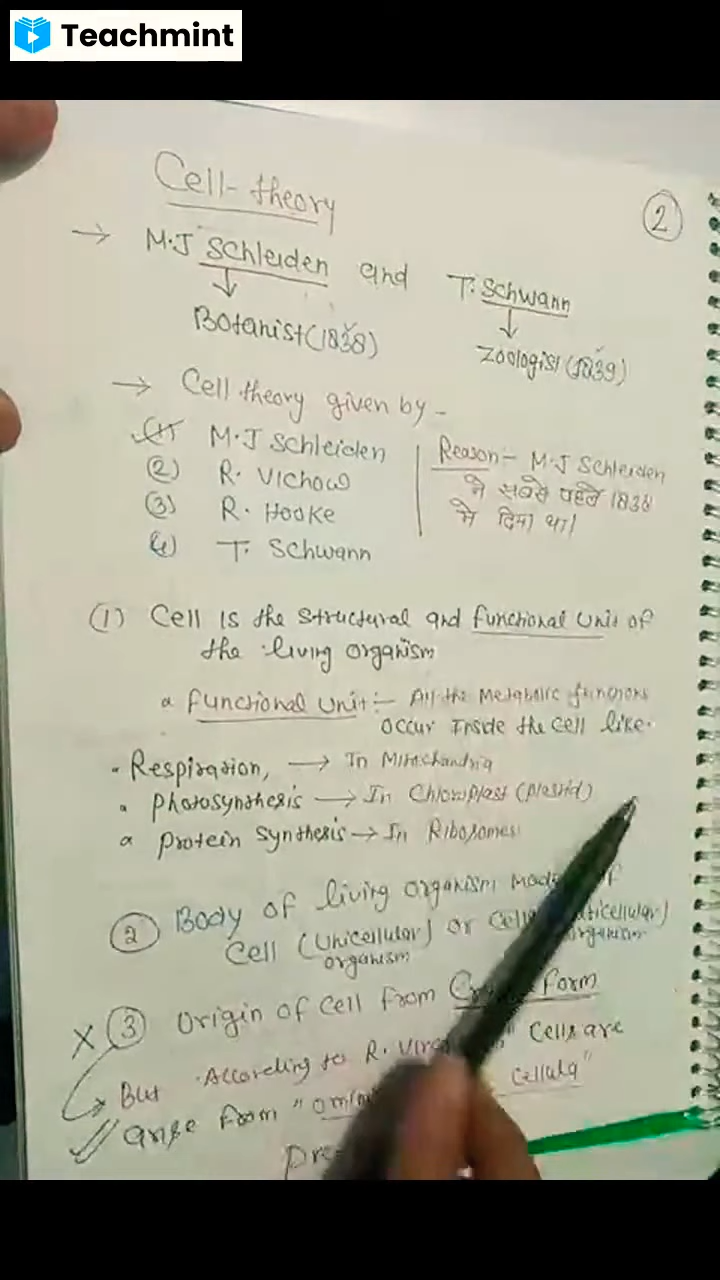 Teachmint
Cell-theory
2
→ M.J Schleiden and T. Schwann
Botanist (1838)
Zoologist (1839)
→ Cell theory given by -
(1) M.J Schleiden
(2) R. Vichow
(3) R. Hooke
(4) T. Schwann
Reason:- M.J Schleiden
ने सबसे पहले 1838
मे दिया था।
(1) Cell is the structural and functional unit of
the living organism
Functional unit:- All the Metabolic functions
occur inside the cell like.
Respiration, → In Mitochandria
Photosynthesis → In Chloroplast (plastid)
Protein synthesis → In Ribosomes
(2) Body of living organism
Cell (Unicellular) or
organism organism
X (3) Origin of Cell from Form
But According to R. "Cells are
arise from " Cellula"